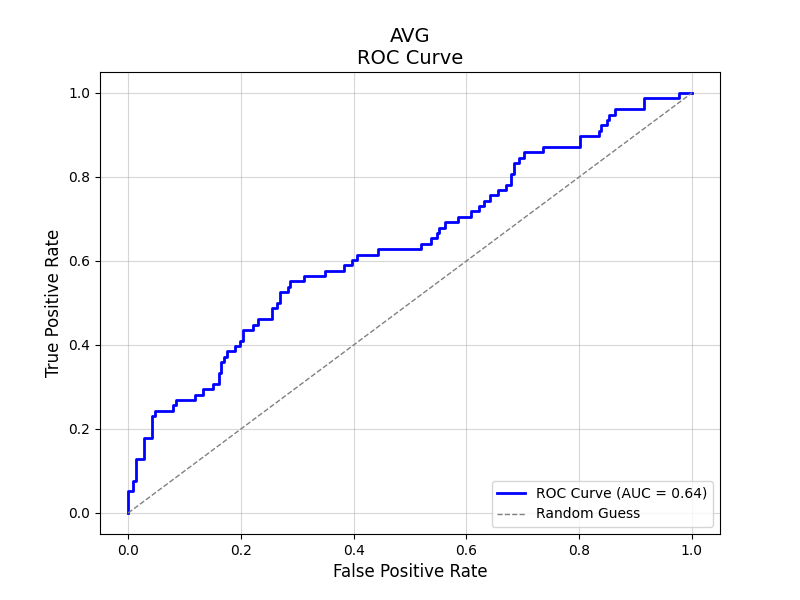 AVG
ROC Curve
True Positive Rate
1.0
0.8
0.6
0.4
0.2
0.0
0.0 0.2 0.4 0.6 0.8 1.0
False Positive Rate
ROC Curve (AUC = 0.64)
Random Guess